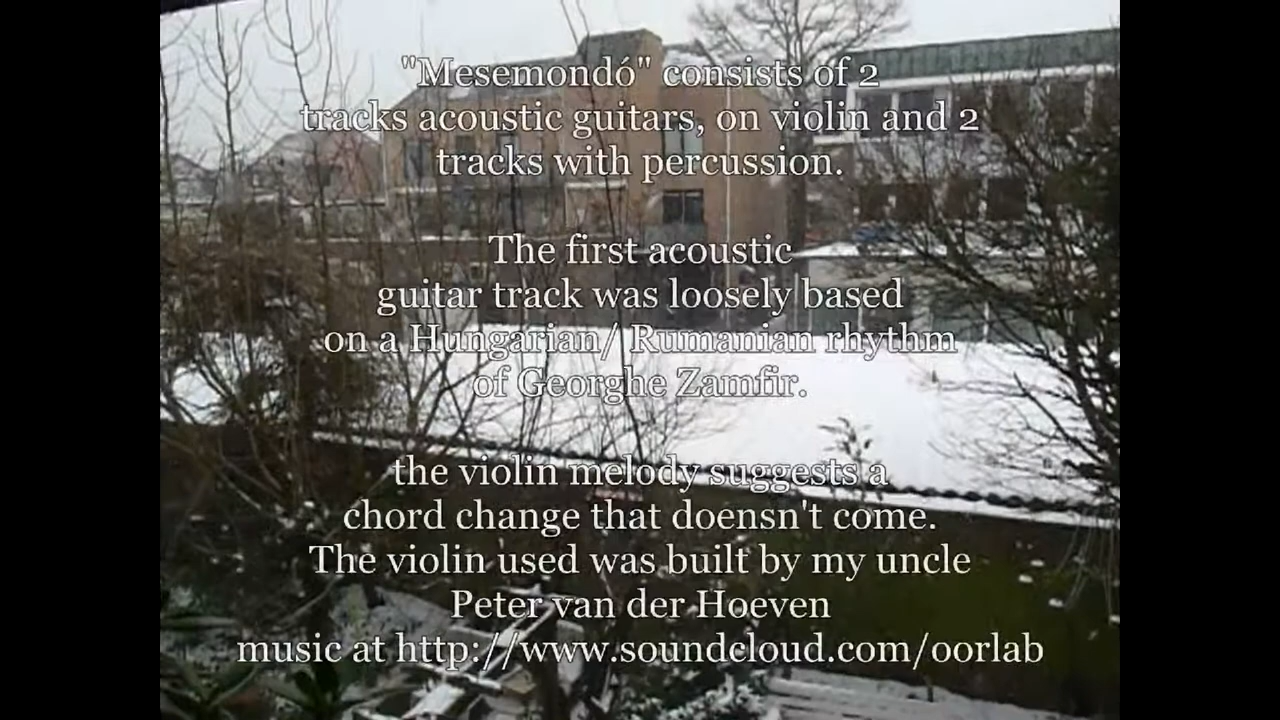 "Mesemondó" consists of 2
tracks acoustic guitars, on violin and 2
tracks with percussion.
The first acoustic
guitar track was loosely based
on a Hungarian/ Rumanian rhythm
of Georghe Zamfir.
the violin melody suggests a
chord change that doensn't come.
The violin used was built by my uncle
Peter van der Hoeven
music at http://www.soundcloud.com/oorlab